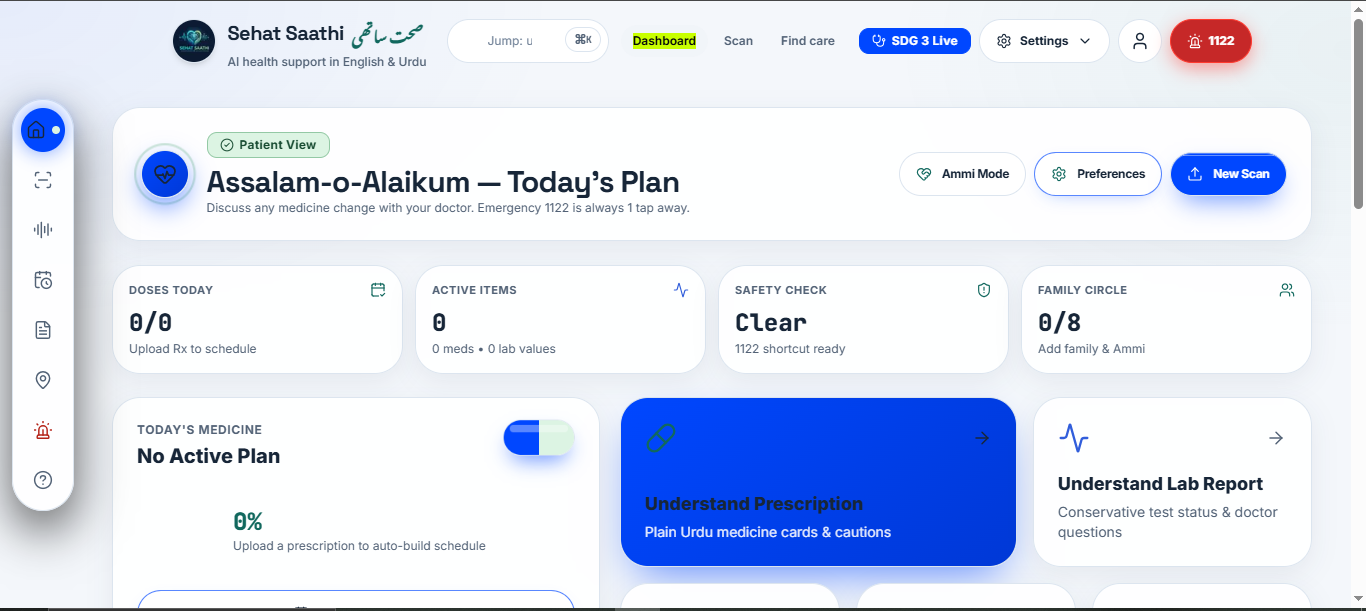 Sehat Saathi صحت ساتھی
AI health support in English & Urdu
Jump: u
⌘K
Dashboard
Scan
Find care
SDG 3 Live
Settings
1122
Patient View
Assalam-o-Alaikum — Today's Plan
Discuss any medicine change with your doctor. Emergency 1122 is always 1 tap away.
Ammi Mode
Preferences
New Scan
DOSES TODAY
0/0
Upload Rx to schedule
ACTIVE ITEMS
0
0 meds • 0 lab values
SAFETY CHECK
Clear
1122 shortcut ready
FAMILY CIRCLE
0/8
Add family & Ammi
TODAY'S MEDICINE
No Active Plan
0%
Upload a prescription to auto-build schedule
Understand Prescription
Plain Urdu medicine cards & cautions
Understand Lab Report
Conservative test status & doctor
questions